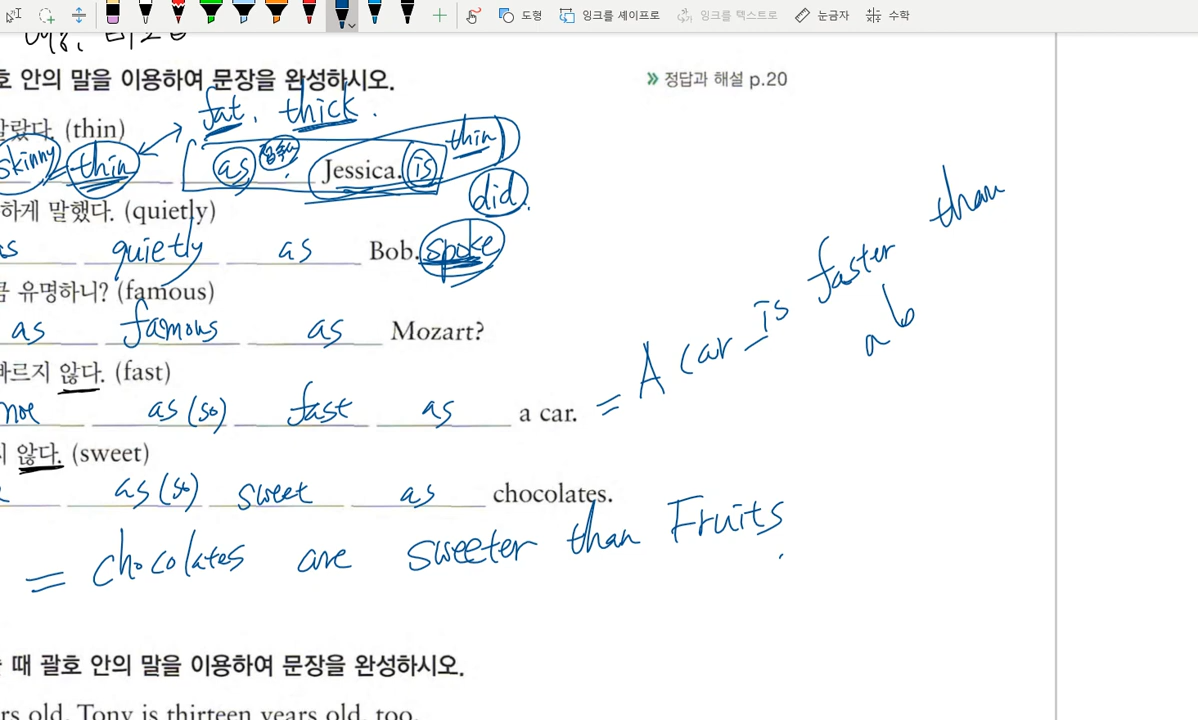 도형 잉크를 셰이프로 잉크를 텍스트로 눈금자 수학
호 안의 말을 이용하여 문장을 완성하시오.
정답과 해설 p.20
fat, thick.
말랐다. (thin)
skinny thin as 접속사 Jessica. is thin
did.
하게 말했다. (quietly)
as quietly as Bob. spoke
큼 유명하니? (famous)
as famous as Mozart?
빠르지 않다. (fast)
as (so) fast as a car. = A car is faster than
a b
지 않다. (sweet)
as (so) sweet as chocolates.
= chocolates are sweeter than Fruits.
때 괄호 안의 말을 이용하여 문장을 완성하시오.
rs old. Tony is thirteen years old, too.